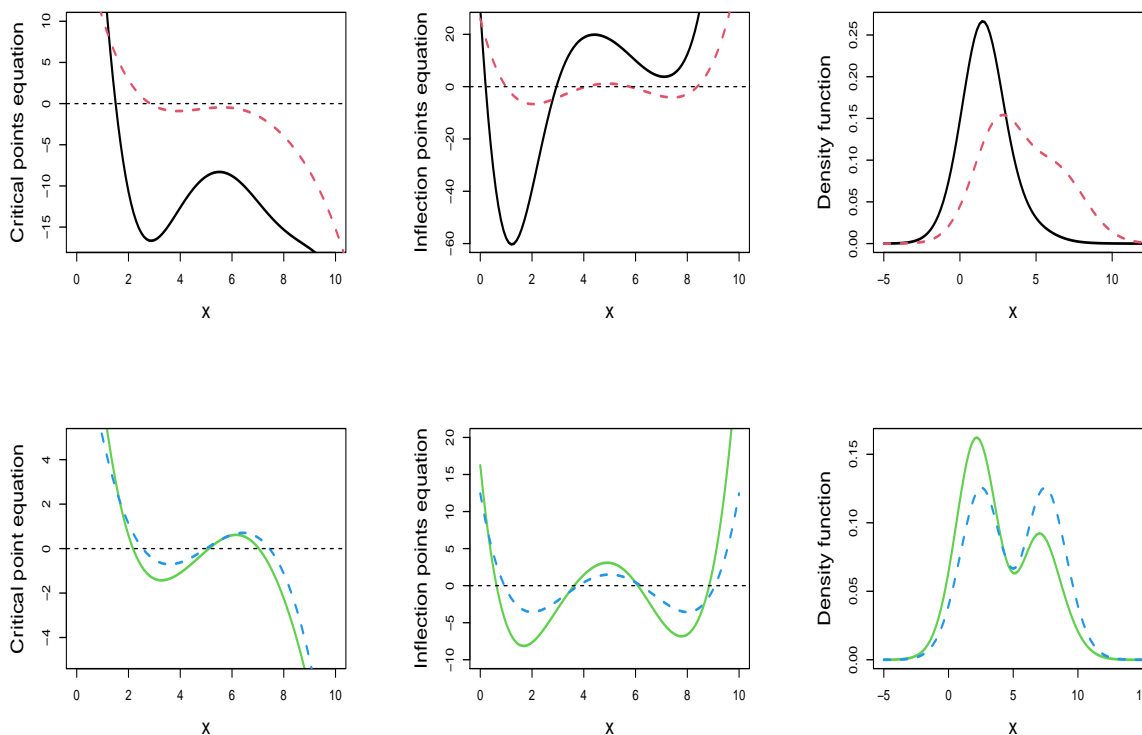 Critical points equation
10
5
0
−5
−10
−15
0 2 4 6 8 10
X
Inflection points equation
20
0
−20
−40
−60
0 2 4 6 8 10
X
Density function
0.25
0.20
0.15
0.10
0.05
0.00
−5 0 5 10
X
Critical point equation
4
2
0
−2
−4
0 2 4 6 8 10
X
Inflection points equation
20
15
10
5
0
−5
−10
0 2 4 6 8 10
X
Density function
0.15
0.10
0.05
0.00
−5 0 5 10 15
X